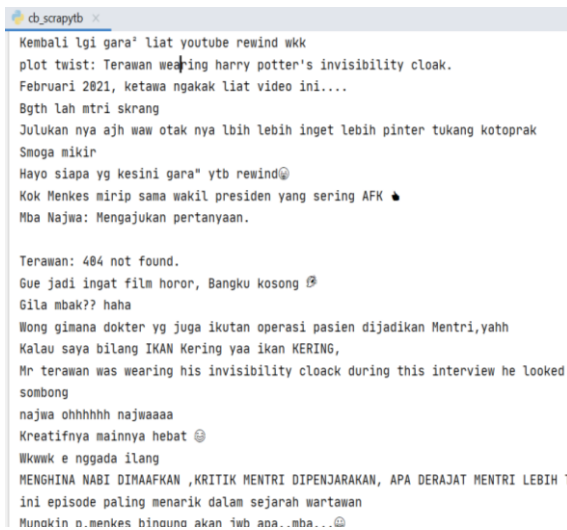 cb_scrapytb ×
Kembali lgi gara² liat youtube rewind wkk
plot twist: Terawan wearing harry potter's invisibility cloak.
Februari 2021, ketawa ngakak liat video ini....
Bgth lah mtri skrang
Julukan nya ajh waw otak nya lbih lebih inget lebih pinter tukang kotoprak
Smoga mikir
Hayo siapa yg kesini gara" ytb rewind
Kok Menkes mirip sama wakil presiden yang sering AFK
Mba Najwa: Mengajukan pertanyaan.
Terawan: 404 not found.
Gue jadi ingat film horor, Bangku kosong
Gila mbak?? haha
Wong gimana dokter yg juga ikutan operasi pasien dijadikan Mentri,yahh
Kalau saya bilang IKAN Kering yaa ikan KERING,
Mr terawan was wearing his invisibility cloack during this interview he looked
sombong
najwa ohhhhhh najwaaaa
Kreatifnya mainnya hebat
Wkwwk e nggada ilang
MENGHINA NABI DIMAAFKAN ,KRITIK MENTRI DIPENJARAKAN, APA DERAJAT MENTRI LEBIH
ini episode paling menarik dalam sejarah wartawan
Mungkin p.menkes bingung akan jwb apa..mba...